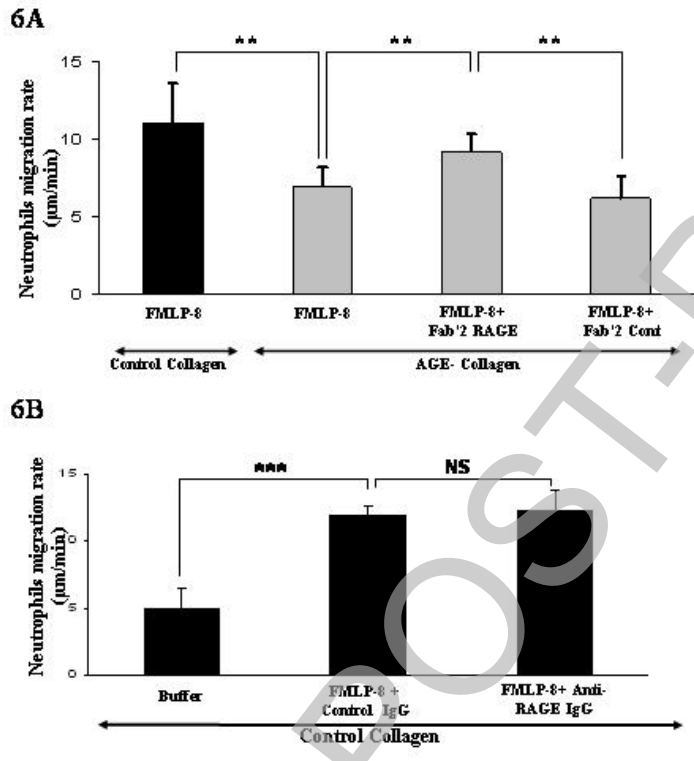 6A
** ** **
Neutrophils migration rate
(µm/min)
15
10
5
0
FMLP-8 FMLP-8 FMLP-8+ FMLP-8+
Fab'2 RAGE Fab'2 Cont
Control Collagen AGE- Collagen
6B
*** NS
Neutrophils migration rate
(µm/min)
15
10
5
0
Buffer FMLP-8 + FMLP-8+ Anti-
Control IgG RAGE IgG
Control Collagen
POST-